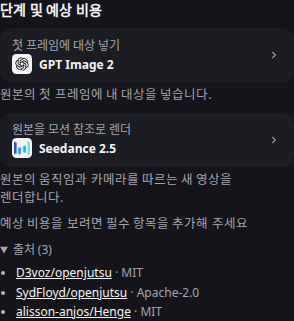 단계 및 예상 비용
첫 프레임에 대상 넣기
GPT Image 2
원본의 첫 프레임에 내 대상을 넣습니다.
원본을 모션 참조로 렌더
Seedance 2.5
원본의 움직임과 카메라를 따르는 새 영상을
렌더합니다.
예상 비용을 보려면 필수 항목을 추가해 주세요
▼ 출처 (3)
• D3voz/openjutsu · MIT
• SydFloyd/openjutsu · Apache-2.0
• alisson-anjos/Henge · MIT